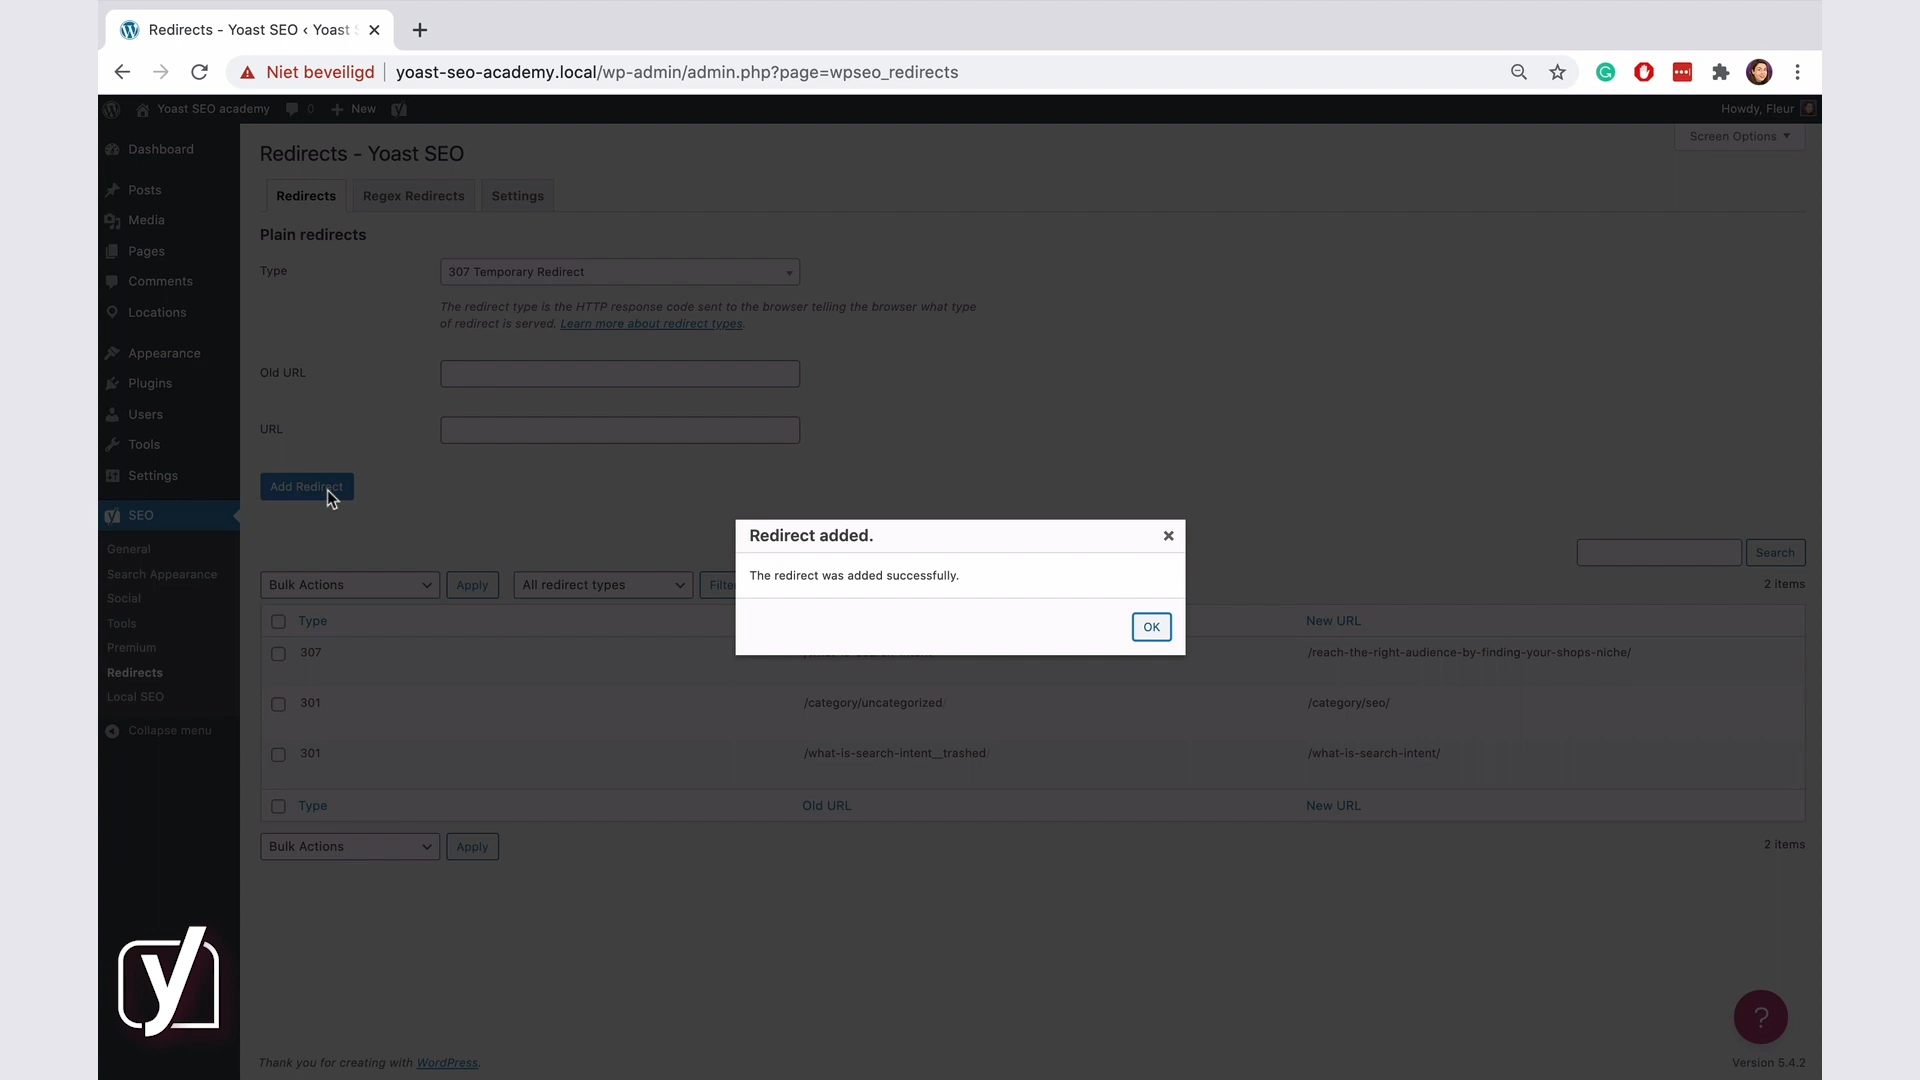 Redirects - Yoast SEO ‹ Yoast S
Niet beveiligd
yoast-seo-academy.local/wp-admin/admin.php?page=wpseo_redirects
Yoast SEO academy
0
New
Howdy, Fleur
Screen Options
Dashboard
Posts
Media
Pages
Comments
Locations
Appearance
Plugins
Users
Tools
Settings
SEO
General
Search Appearance
Social
Tools
Premium
Redirects
Local SEO
Collapse menu
Redirects - Yoast SEO
Redirects
Regex Redirects
Settings
Plain redirects
Type
307 Temporary Redirect
The redirect type is the HTTP response code sent to the browser telling the browser what type
of redirect is served. Learn more about redirect types.
Old URL
URL
Add Redirect
Search
Bulk Actions
Apply
All redirect types
Filte
2 items
Redirect added.
The redirect was added successfully.
OK
Type
New URL
307
/reach-the-right-audience-by-finding-your-shops-niche/
301
/category/uncategorized/
/category/seo/
301
/what-is-search-intent__trashed/
/what-is-search-intent/
Type
Old URL
New URL
Bulk Actions
Apply
2 items
Thank you for creating with WordPress.
Version 5.4.2
y
?